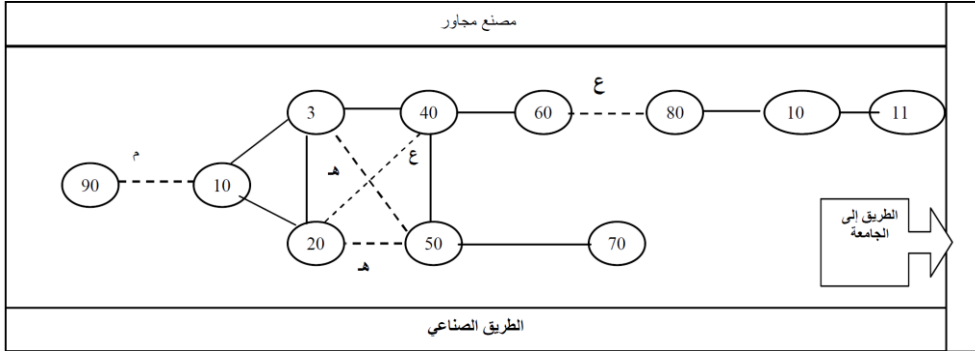 مصنع مجاور
ع
3
40
60
80
10
11
م
هـ
ع
90
10
الطريق إلى
الجامعة
20
50
70
هـ
الطريق الصناعي